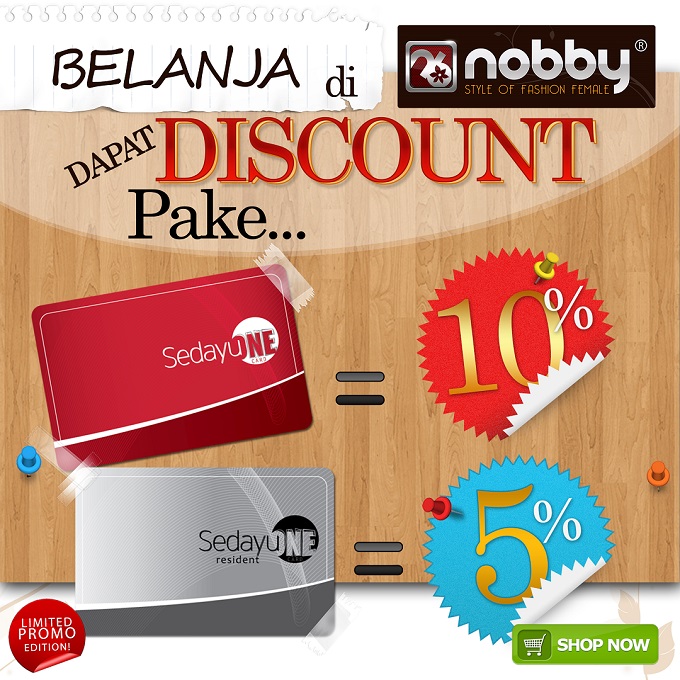 BELANJA di
nobby®
STYLE OF FASHION FEMALE
DAPAT DISCOUNT
Pake...
SedayuONE
CARD
=
10%
SedayuONE
resident
=
5%
LIMITED
PROMO
EDITION!
SHOP NOW